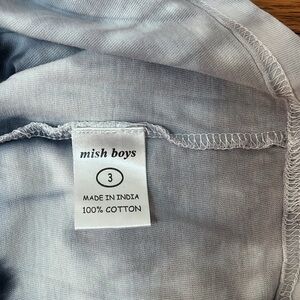 mish boys
3
MADE IN INDIA
100% COTTON